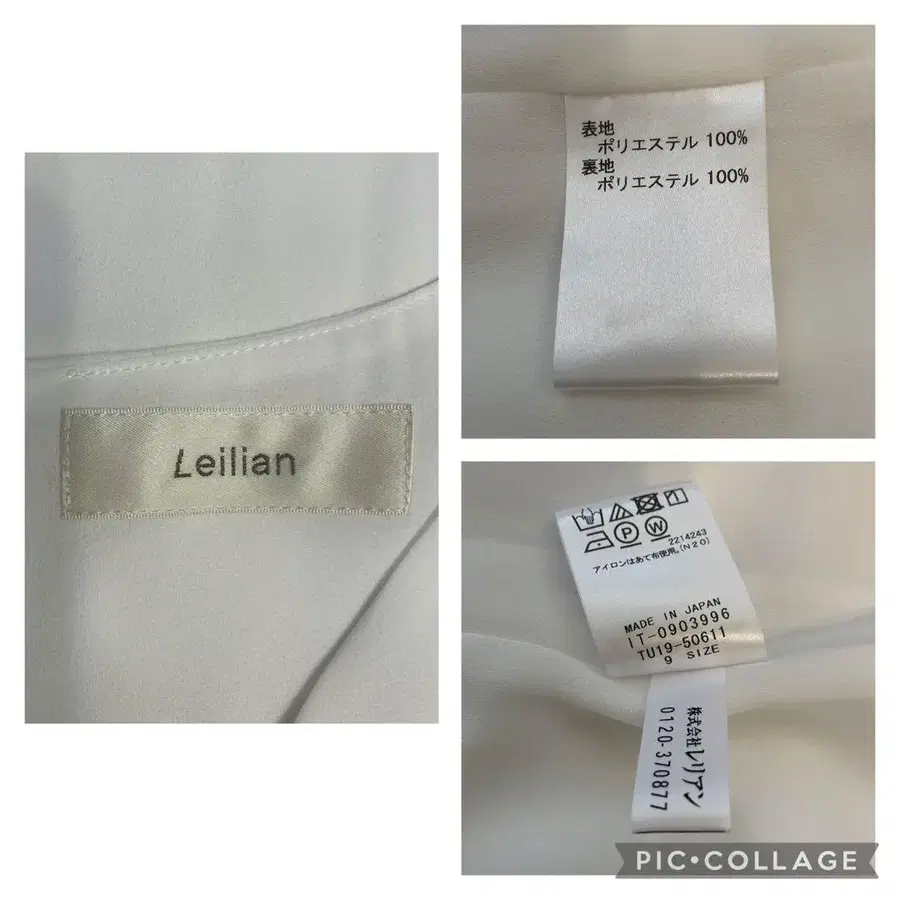 Leilian
表地
ポリエステル 100%
裏地
ポリエステル 100%
P W
2214243
アイロンはあて布使用。(N20)
MADE IN JAPAN
IT-0903996
TU19-50611
9 SIZE
株式会社レリアン
0120-370877
PIC•COLLAGE